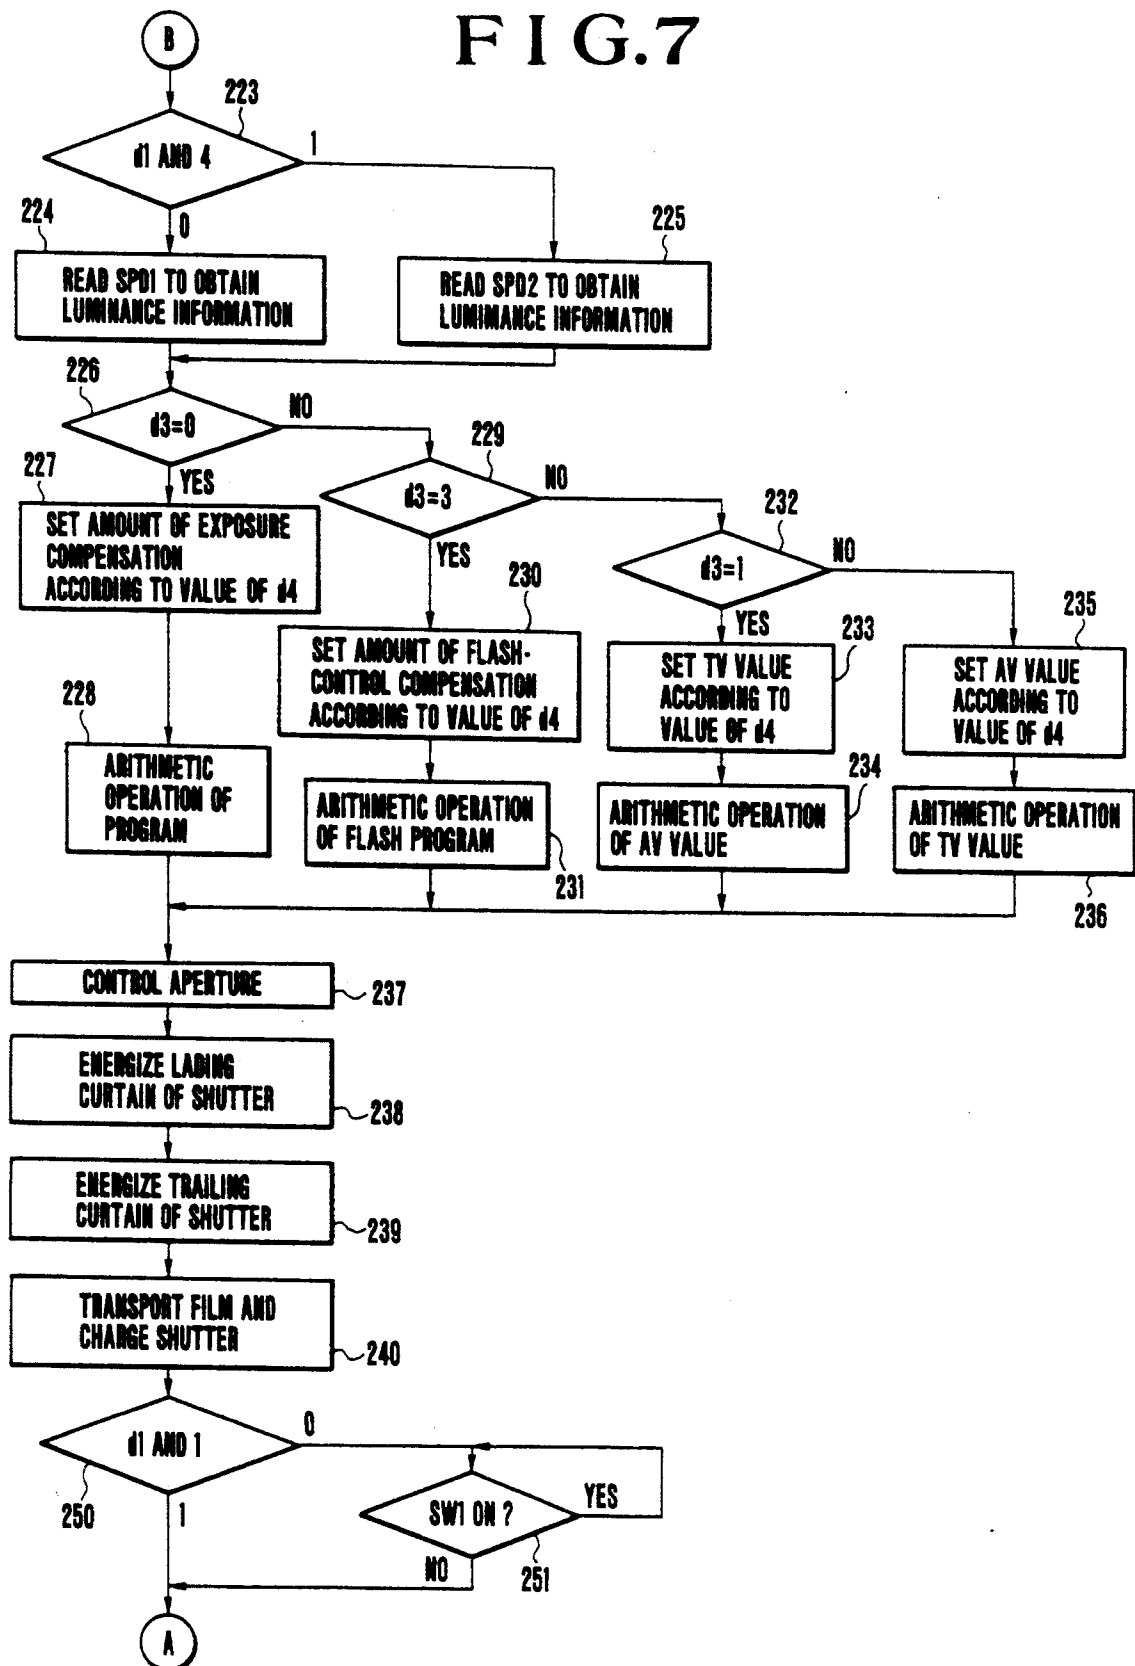 FIG.7
B
223
d1 AND 4
1
0
224
READ SPD1 TO OBTAIN
LUMINANCE INFORMATION
225
READ SPD2 TO OBTAIN
LUMIMANCE INFORMATION
226
d3=0
NO
YES
227
SET AMOUNT OF EXPOSURE
COMPENSATION
ACCORDING TO VALUE OF d4
229
d3=3
NO
YES
230
SET AMOUNT OF FLASH-
CONTROL COMPENSATION
ACCORDING TO VALUE OF d4
232
d3=1
NO
YES
233
SET TV VALUE
ACCORDING TO
VALUE OF d4
235
SET AV VALUE
ACCORDING TO
VALUE OF d4
228
ARITHMETIC
OPERATION OF
PROGRAM
ARITHMETIC OPERATION
OF FLASH PROGRAM
231
234
ARITHMETIC OPERATION
OF AV VALUE
ARITHMETIC OPERATION
OF TV VALUE
236
CONTROL APERTURE
237
ENERGIZE LADING
CURTAIN OF SHUTTER
238
ENERGIZE TRAILING
CURTAIN OF SHUTTER
239
TRANSPORT FILM AND
CHARGE SHUTTER
240
d1 AND 1
0
250
1
SW1 ON ?
YES
NO
251
A